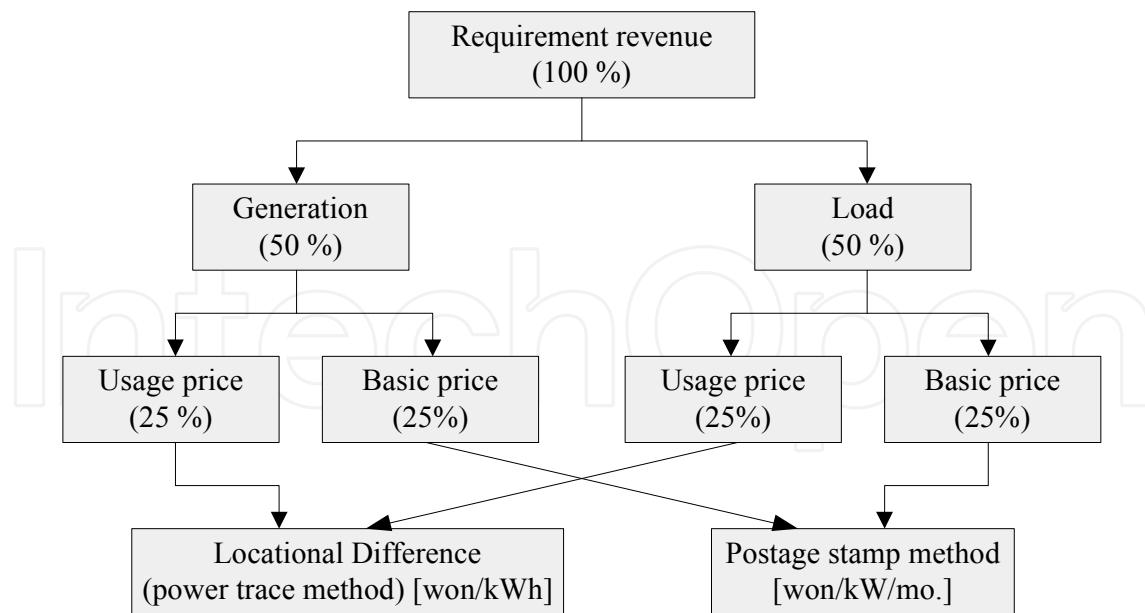 Requirement revenue
(100 %)
Generation
(50 %)
Load
(50 %)
Usage price
(25 %)
Basic price
(25%)
Usage price
(25%)
Basic price
(25%)
Locational Difference
(power trace method) [won/kWh]
Postage stamp method
[won/kW/mo.]
IntechOpen